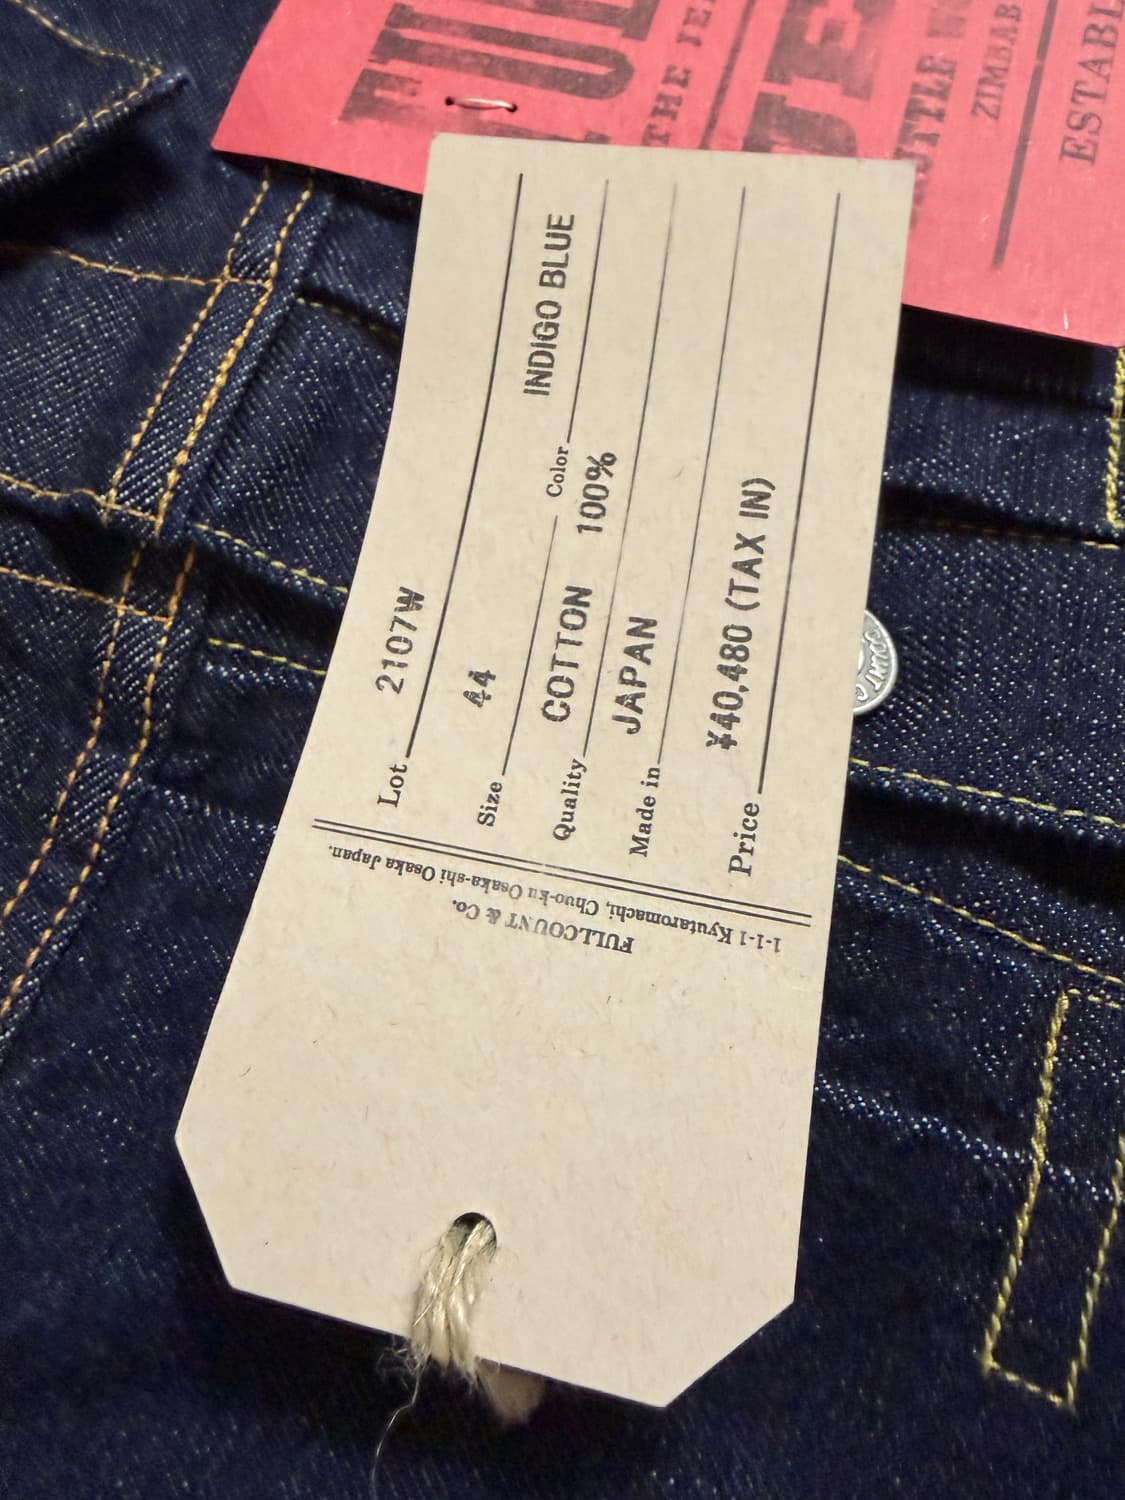 THE
ZIMBAB
ESTABL
Lot 2107W
Size 44 Color INDIGO BLUE
Quality COTTON 100%
Made in JAPAN
Price ¥40,480 (TAX IN)
FULLCOUNT & Co.
1-1-1 Kyutaromachi, Chuo-ku Osaka-shi Osaka Japan.